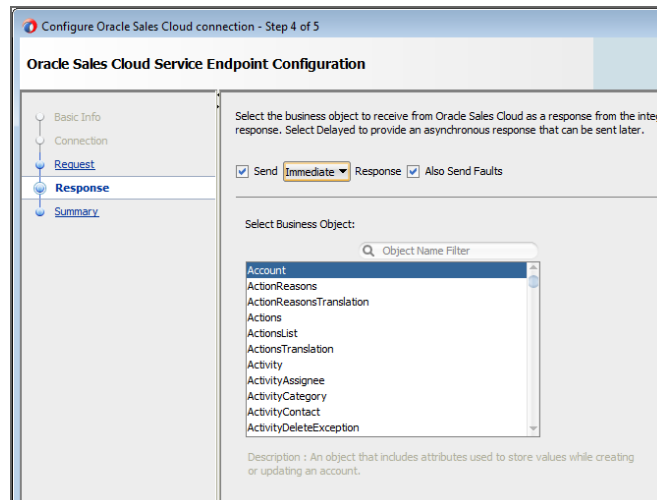 Configure Oracle Sales Cloud connection - Step 4 of 5
Oracle Sales Cloud Service Endpoint Configuration
Basic Info
Connection
Request
Response
Summary
Select the business object to receive from Oracle Sales Cloud as a response from the
response. Select Delayed to provide an asynchronous response that can be sent later.
Send Immediate Response Also Send Faults
Select Business Object:
Object Name Filter
Account
ActionReasons
ActionReasonsTranslation
Actions
ActionsList
ActionsTranslation
Activity
ActivityAssignee
ActivityCategory
ActivityContact
ActivityDeleteException
Description : An object that includes attributes used to store values while creating
or updating an account.